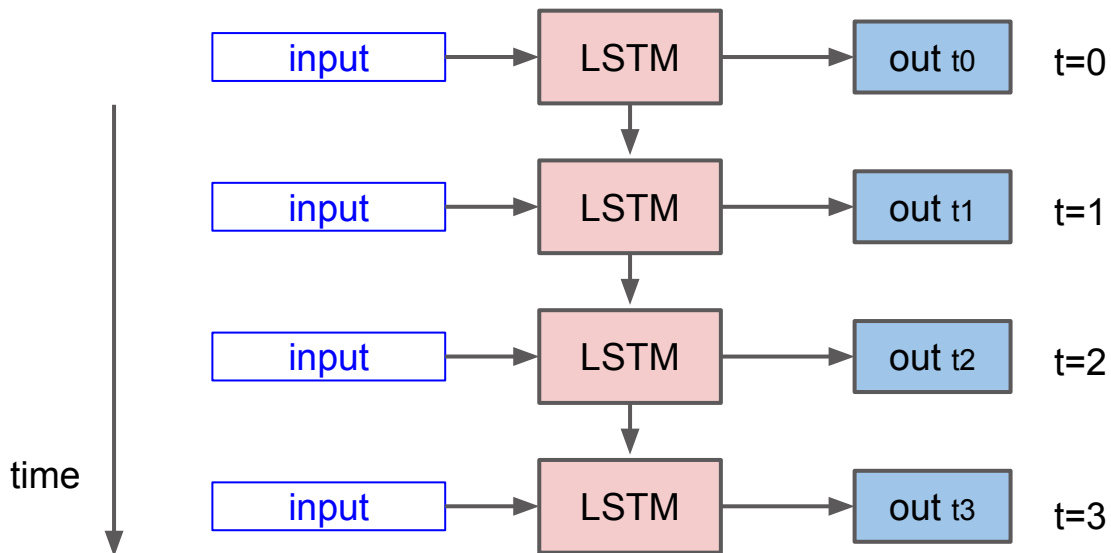 input LSTM out t0 t=0
input LSTM out t1 t=1
input LSTM out t2 t=2
time
input LSTM out t3 t=3